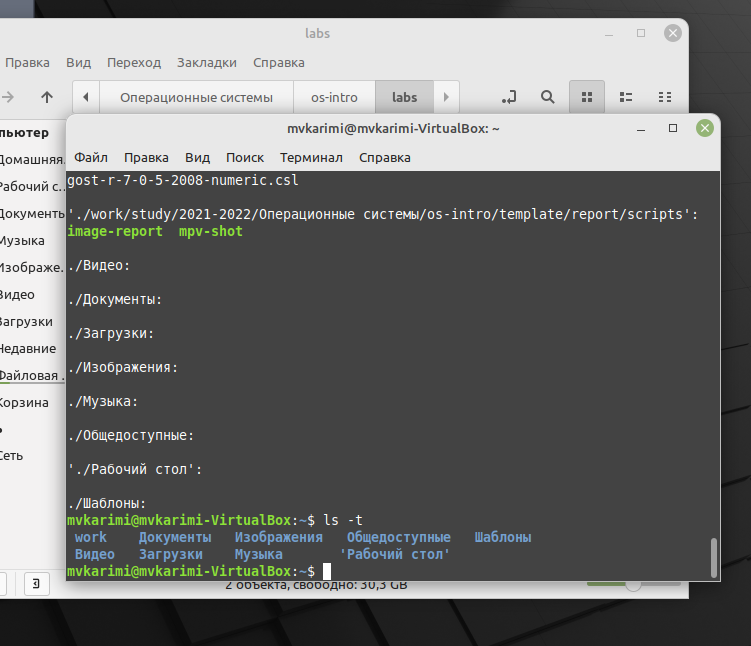 labs
Правка Вид Переход Закладки Справка
Операционные системы os-intro labs
mvkarimi@mvkarimi-VirtualBox: ~
Файл Правка Вид Поиск Терминал Справка
gost-r-7-0-5-2008-numeric.csl
'./work/study/2021-2022/Операционные системы/os-intro/template/report/scripts':
image-report mpv-shot
./Видео:
./Документы:
./Загрузки:
./Изображения:
./Музыка:
./Общедоступные:
'./Рабочий стол':
./Шаблоны:
mvkarimi@mvkarimi-VirtualBox:~$ ls -t
work Документы Изображения Общедоступные Шаблоны
Видео Загрузки Музыка 'Рабочий стол'
mvkarimi@mvkarimi-VirtualBox:~$
пьютер
Домашняя.
Рабочий с..
Документы
Музыка
Изображе..
Видео
Загрузки
Недавние
Файловая .
Корзина
Сеть
2 объекта, свободно: 30,3 GB